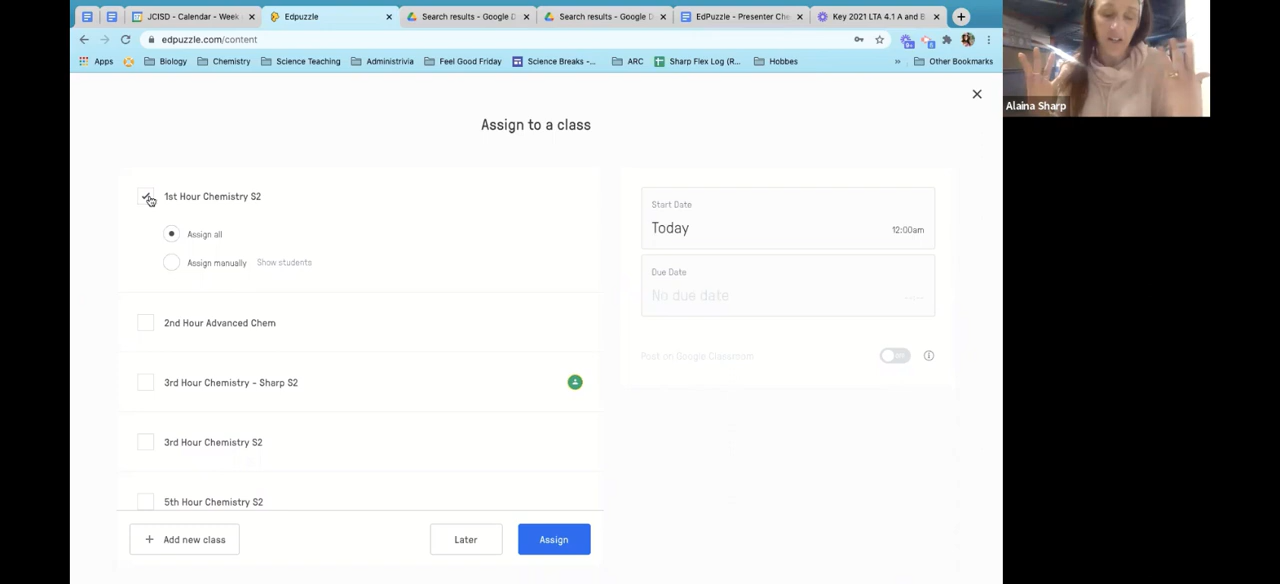 JCISD - Calendar - Week
Edpuzzle
Search results - Google D
Search results - Google D
EdPuzzle - Presenter Che
Key 2021 LTA 4.1 A and B
edpuzzle.com/content
Apps
Biology
Chemistry
Science Teaching
Administrivia
Feel Good Friday
Science Breaks -...
ARC
Sharp Flex Log (R...
Hobbes
»
Other Bookmarks
Alaina Sharp
Assign to a class
1st Hour Chemistry S2
Assign all
Assign manually Show students
2nd Hour Advanced Chem
3rd Hour Chemistry - Sharp S2
3rd Hour Chemistry S2
5th Hour Chemistry S2
+ Add new class
Later
Assign
Start Date
Today 12:00am
Due Date
No due date --:--
Post on Google Classroom